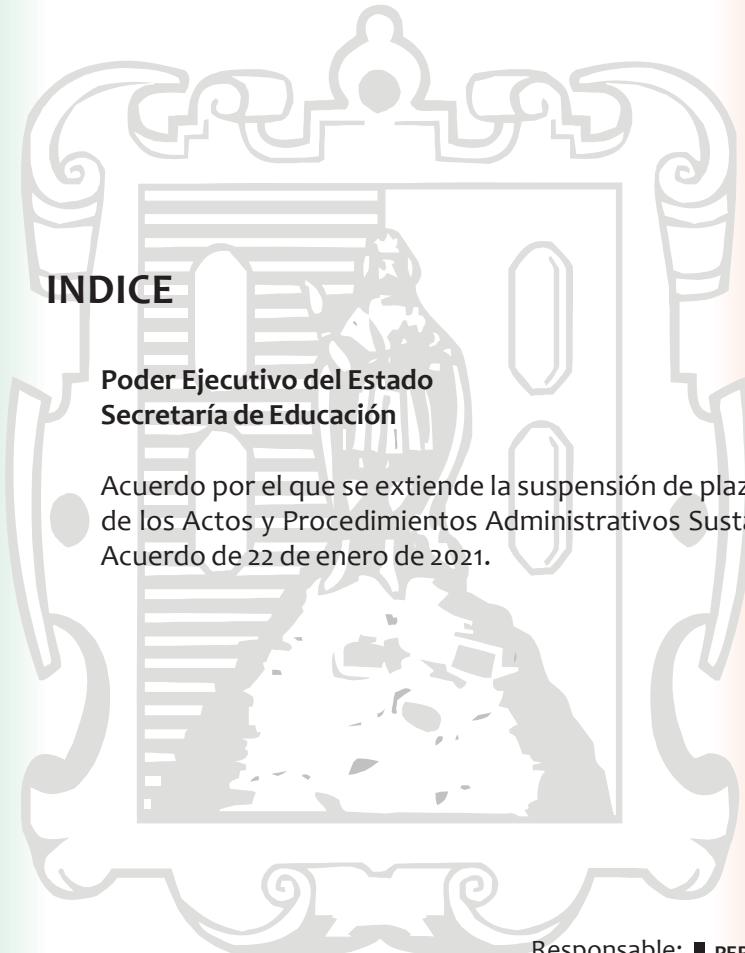 INDICE
Poder Ejecutivo del Estado
Secretaría de Educación
Acuerdo por el que se extiende la suspensión de
de los Actos y Procedimientos Administrativos
Acuerdo de 22 de enero de 2021.
Responsable: